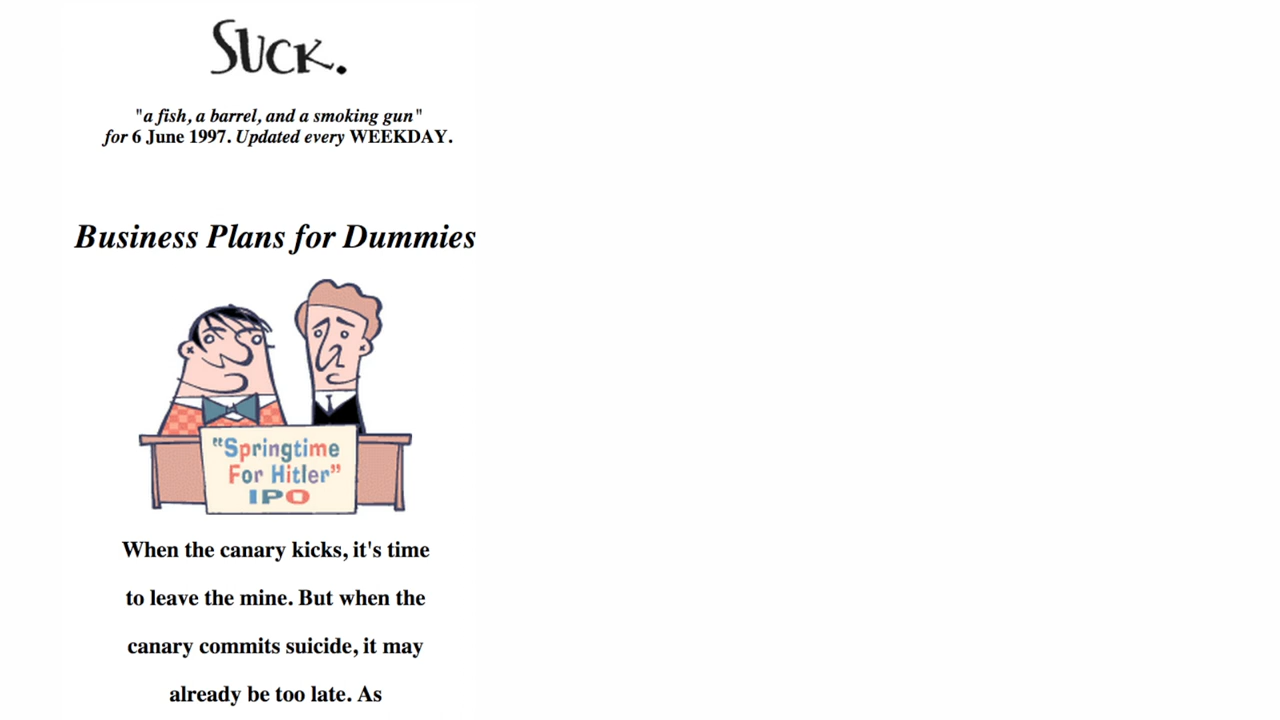 SUCK.
"a fish, a barrel, and a smoking gun"
for 6 June 1997. Updated every WEEKDAY.
Business Plans for Dummies
"Springtime
For Hitler"
IPO
When the canary kicks, it's time
to leave the mine. But when the
canary commits suicide, it may
already be too late. As